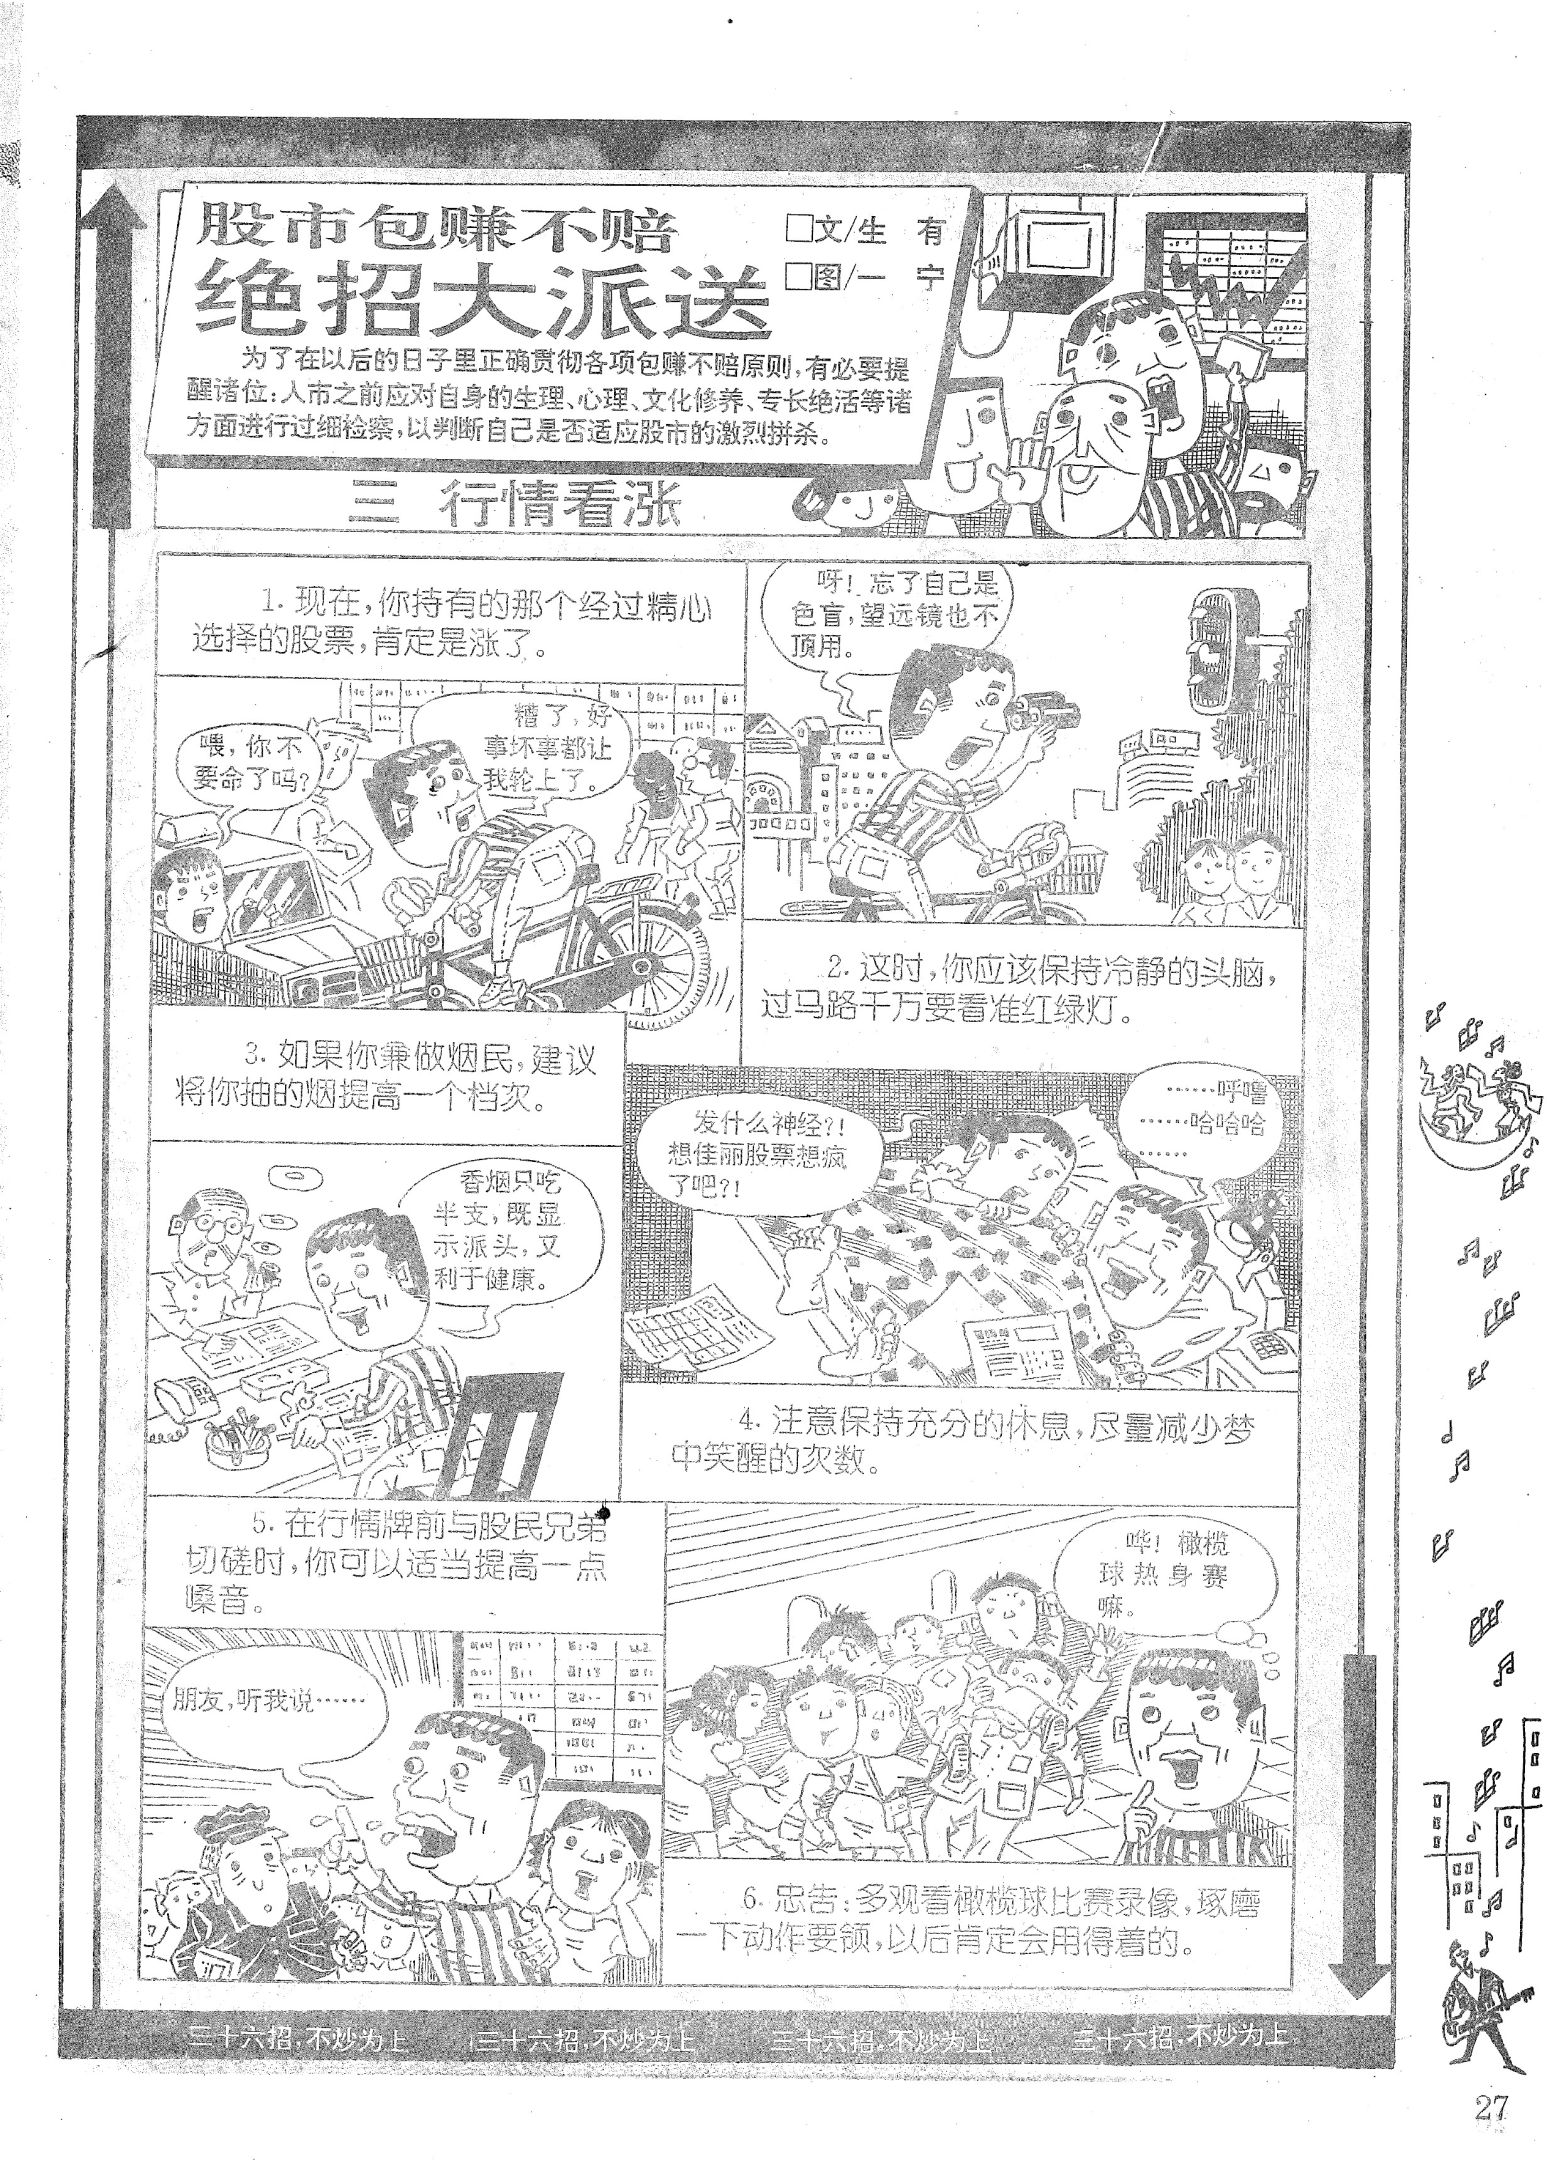 股市包赚不赔
绝招大派送
□文/生 有
□图/一 宁
为了在以后的日子里正确贯彻各项包赚不赔原则,有必要提
醒诸位:入市之前应对自身的生理、心理、文化修养、专长绝活等诸
方面进行过细检察,以判断自己是否适应股市的激烈拼杀。
三 行情看涨
1. 现在,你持有的那个经过精心
选择的股票,肯定是涨了。
喂,你不
要命了吗?
糟了,好
事坏事都让
我轮上了。
呀!忘了自己是
色盲,望远镜也不
顶用。
2. 这时,你应该保持冷静的头脑,
过马路千万要看准红绿灯。
3. 如果你兼做烟民,建议
将你抽的烟提高一个档次。
香烟只吃
半支,既显
示派头,又
利于健康。
发什么神经?!
想佳丽股票想疯
了吧?!
……呼噜
……哈哈哈
……
4. 注意保持充分的休息,尽量减少梦
中笑醒的次数。
5. 在行情牌前与股民兄弟
切磋时,你可以适当提高一点
嗓音。
朋友,听我说……
哗!橄榄
球热身赛
嘛。
6. 忠告:多观看橄榄球比赛录像,琢磨
一下动作要领,以后肯定会用得着的。
三十六招,不炒为上 三十六招,不炒为上 三十六招,不炒为上 三十六招,不炒为上
27